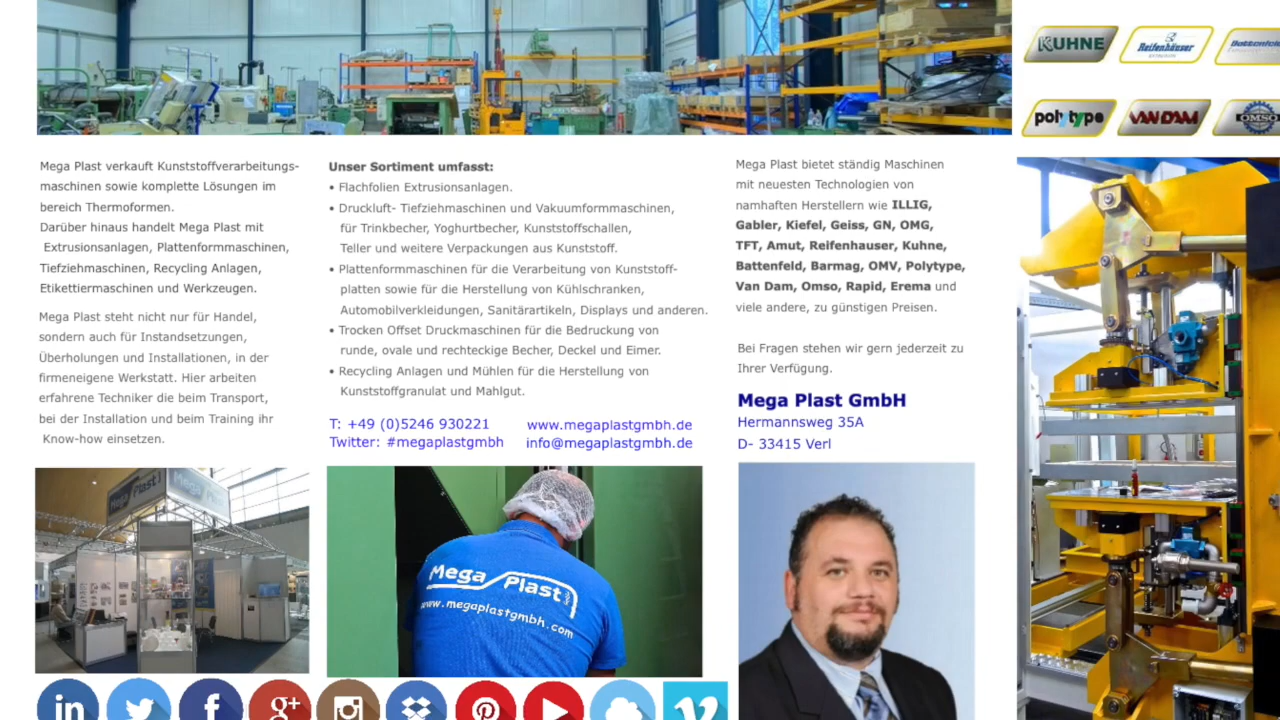 KUHNE
Reifenhäuser
Battenfeld
polytype
VAN DAM
OMSO
Mega Plast verkauft Kunststoffverarbeitungs-
maschinen sowie komplette Lösungen im
bereich Thermoformen.
Darüber hinaus handelt Mega Plast mit
Extrusionsanlagen, Plattenformmaschinen,
Tiefziehmaschinen, Recycling Anlagen,
Etikettiermaschinen und Werkzeugen.
Mega Plast steht nicht nur für Handel,
sondern auch für Instandsetzungen,
Überholungen und Installationen, in der
firmeneigene Werkstatt. Hier arbeiten
erfahrene Techniker die beim Transport,
bei der Installation und beim Training ihr
Know-how einsetzen.
Unser Sortiment umfasst:
• Flachfolien Extrusionsanlagen.
• Druckluft- Tiefziehmaschinen und Vakuumformmaschinen,
für Trinkbecher, Yoghurtbecher, Kunststoffschallen,
Teller und weitere Verpackungen aus Kunststoff.
• Plattenformmaschinen für die Verarbeitung von Kunststoff-
platten sowie für die Herstellung von Kühlschranken,
Automobilverkleidungen, Sanitärartikeln, Displays und anderen.
• Trocken Offset Druckmaschinen für die Bedruckung von
runde, ovale und rechteckige Becher, Deckel und Eimer.
• Recycling Anlagen und Mühlen für die Herstellung von
Kunststoffgranulat und Mahlgut.
T: +49 (0)5246 930221
www.megaplastgmbh.de
Twitter: #megaplastgmbh
info@megaplastgmbh.de
Mega Plast bietet ständig Maschinen
mit neuesten Technologien von
namhaften Herstellern wie ILLIG,
Gabler, Kiefel, Geiss, GN, OMG,
TFT, Amut, Reifenhauser, Kuhne,
Battenfeld, Barmag, OMV, Polytype,
Van Dam, Omso, Rapid, Erema und
viele andere, zu günstigen Preisen.
Bei Fragen stehen wir gern jederzeit zu
Ihrer Verfügung.
Mega Plast GmbH
Hermannsweg 35A
D- 33415 Verl
Mega Plast
Mega Plast
www.megaplastgmbh.com
in
f
g+